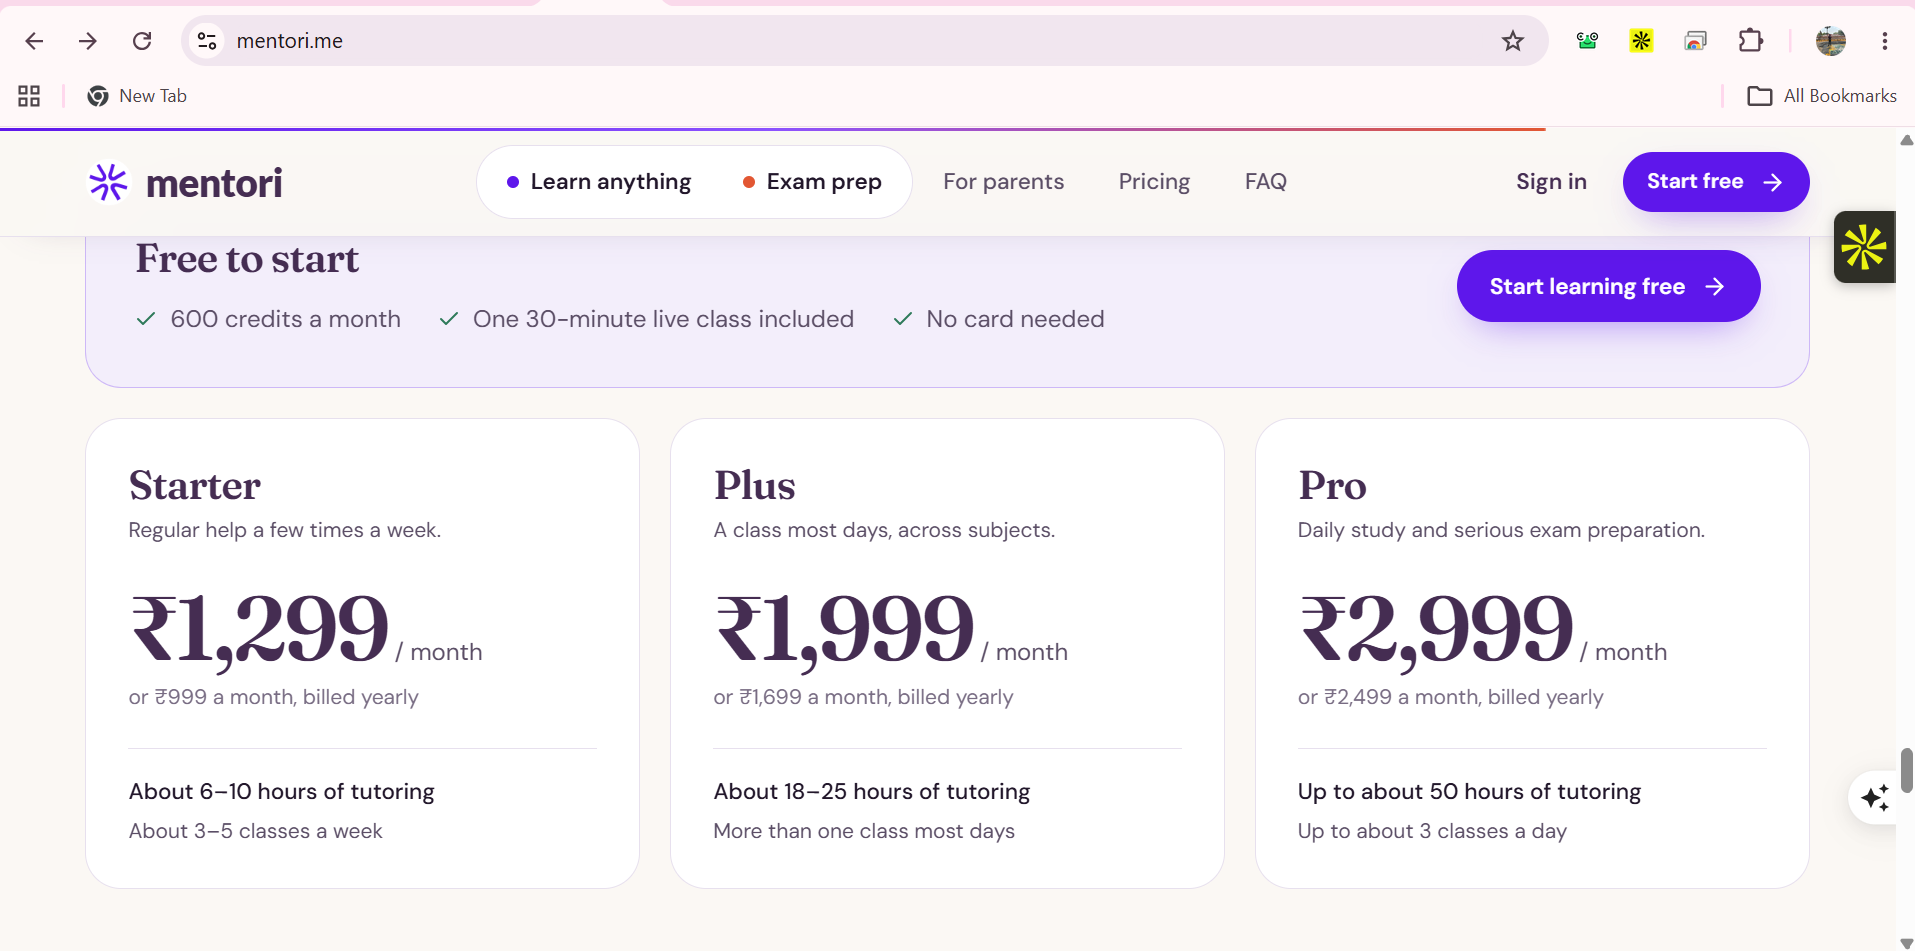 mentori.me
New Tab
All Bookmarks
mentori
Learn anything
Exam prep
For parents
Pricing
FAQ
Sign in
Start free
Free to start
600 credits a month
One 30-minute live class included
No card needed
Start learning free
Starter
Regular help a few times a week.
₹1,299 / month
or ₹999 a month, billed yearly
About 6–10 hours of tutoring
About 3–5 classes a week
Plus
A class most days, across subjects.
₹1,999 / month
or ₹1,699 a month, billed yearly
About 18–25 hours of tutoring
More than one class most days
Pro
Daily study and serious exam preparation.
₹2,999 / month
or ₹2,499 a month, billed yearly
Up to about 50 hours of tutoring
Up to about 3 classes a day